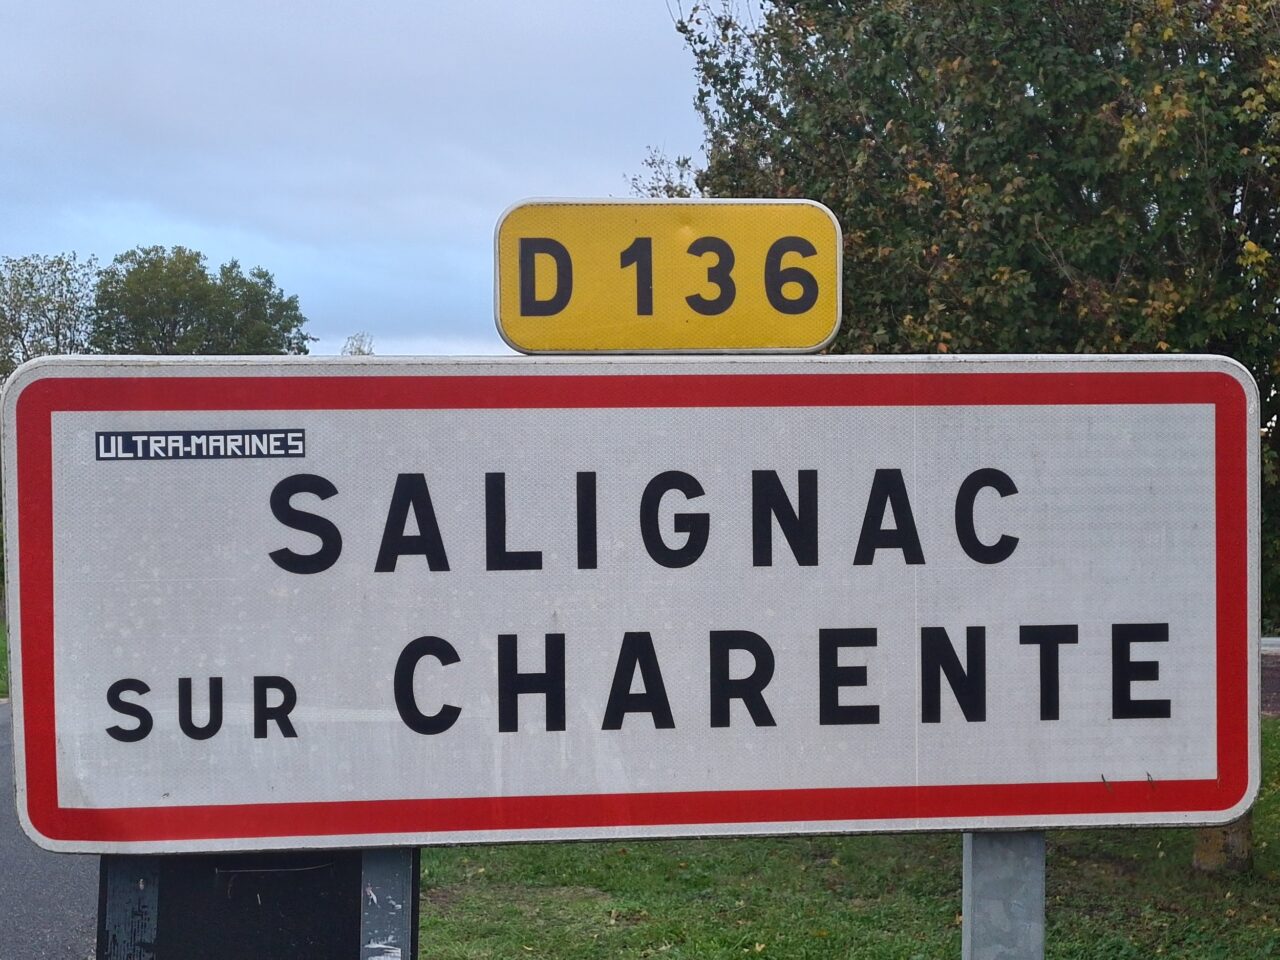 D 136
ULTRA-MARINES
SALIGNAC
SUR CHARENTE